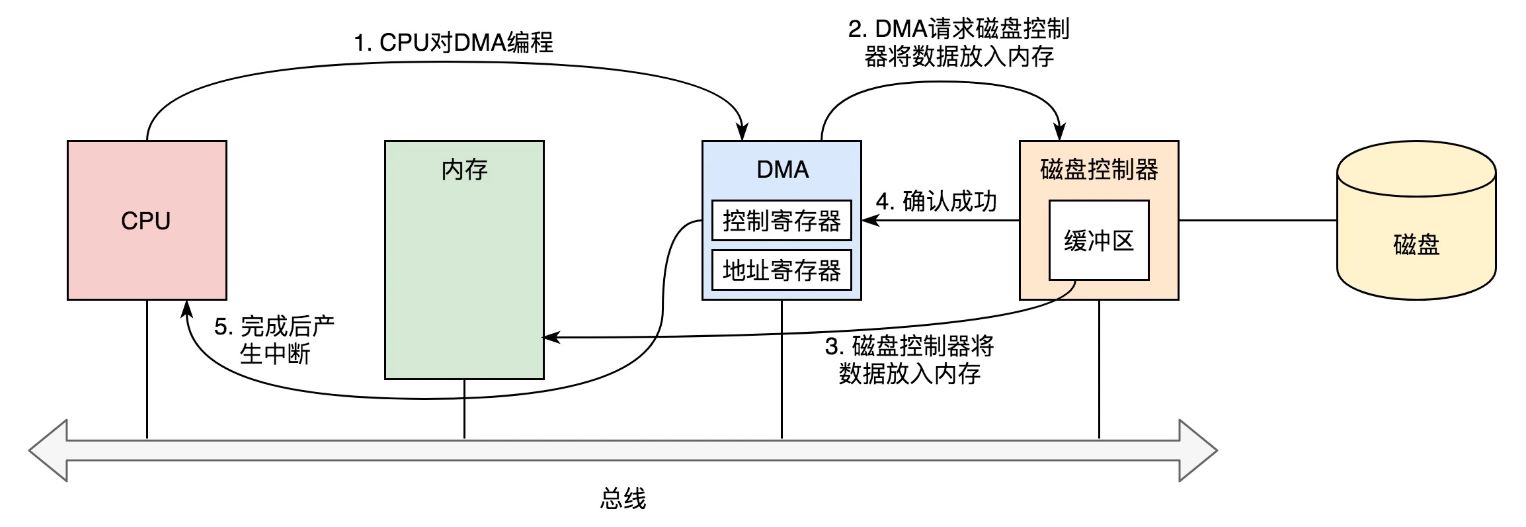 1. CPU对DMA编程
2. DMA请求磁盘控制
器将数据放入内存
CPU
内存
DMA
控制寄存器
地址寄存器
4. 确认成功
磁盘控制器
缓冲区
磁盘
5. 完成后产
生中断
3. 磁盘控制器将
数据放入内存
总线